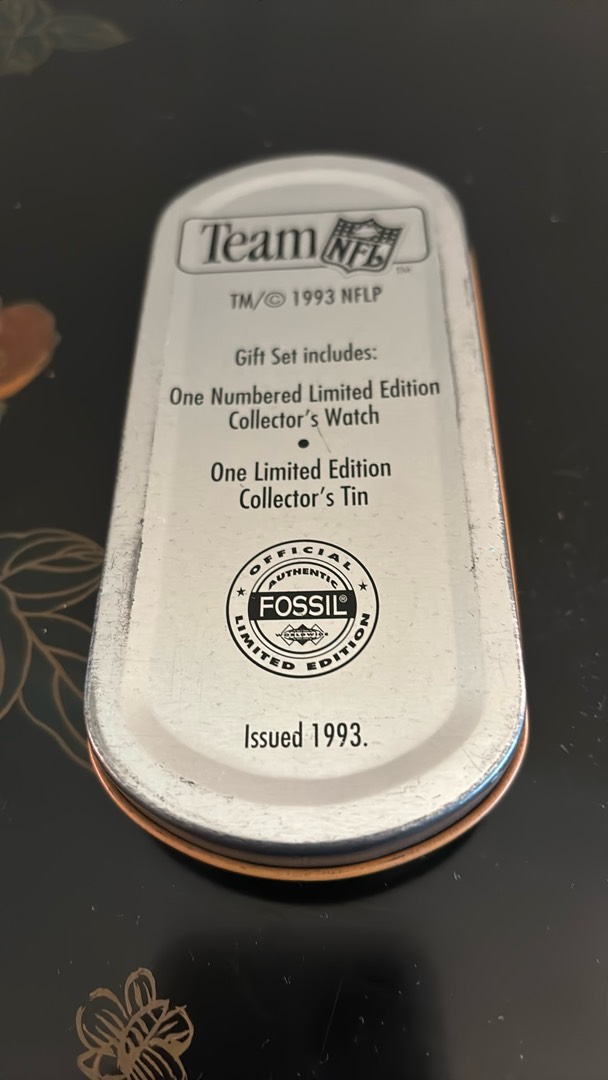 Team NFL™
TM/© 1993 NFLP
Gift Set includes:
One Numbered Limited Edition
Collector's Watch
•
One Limited Edition
Collector's Tin
OFFICIAL
AUTHENTIC
FOSSIL®
LIMITED EDITION
Issued 1993.